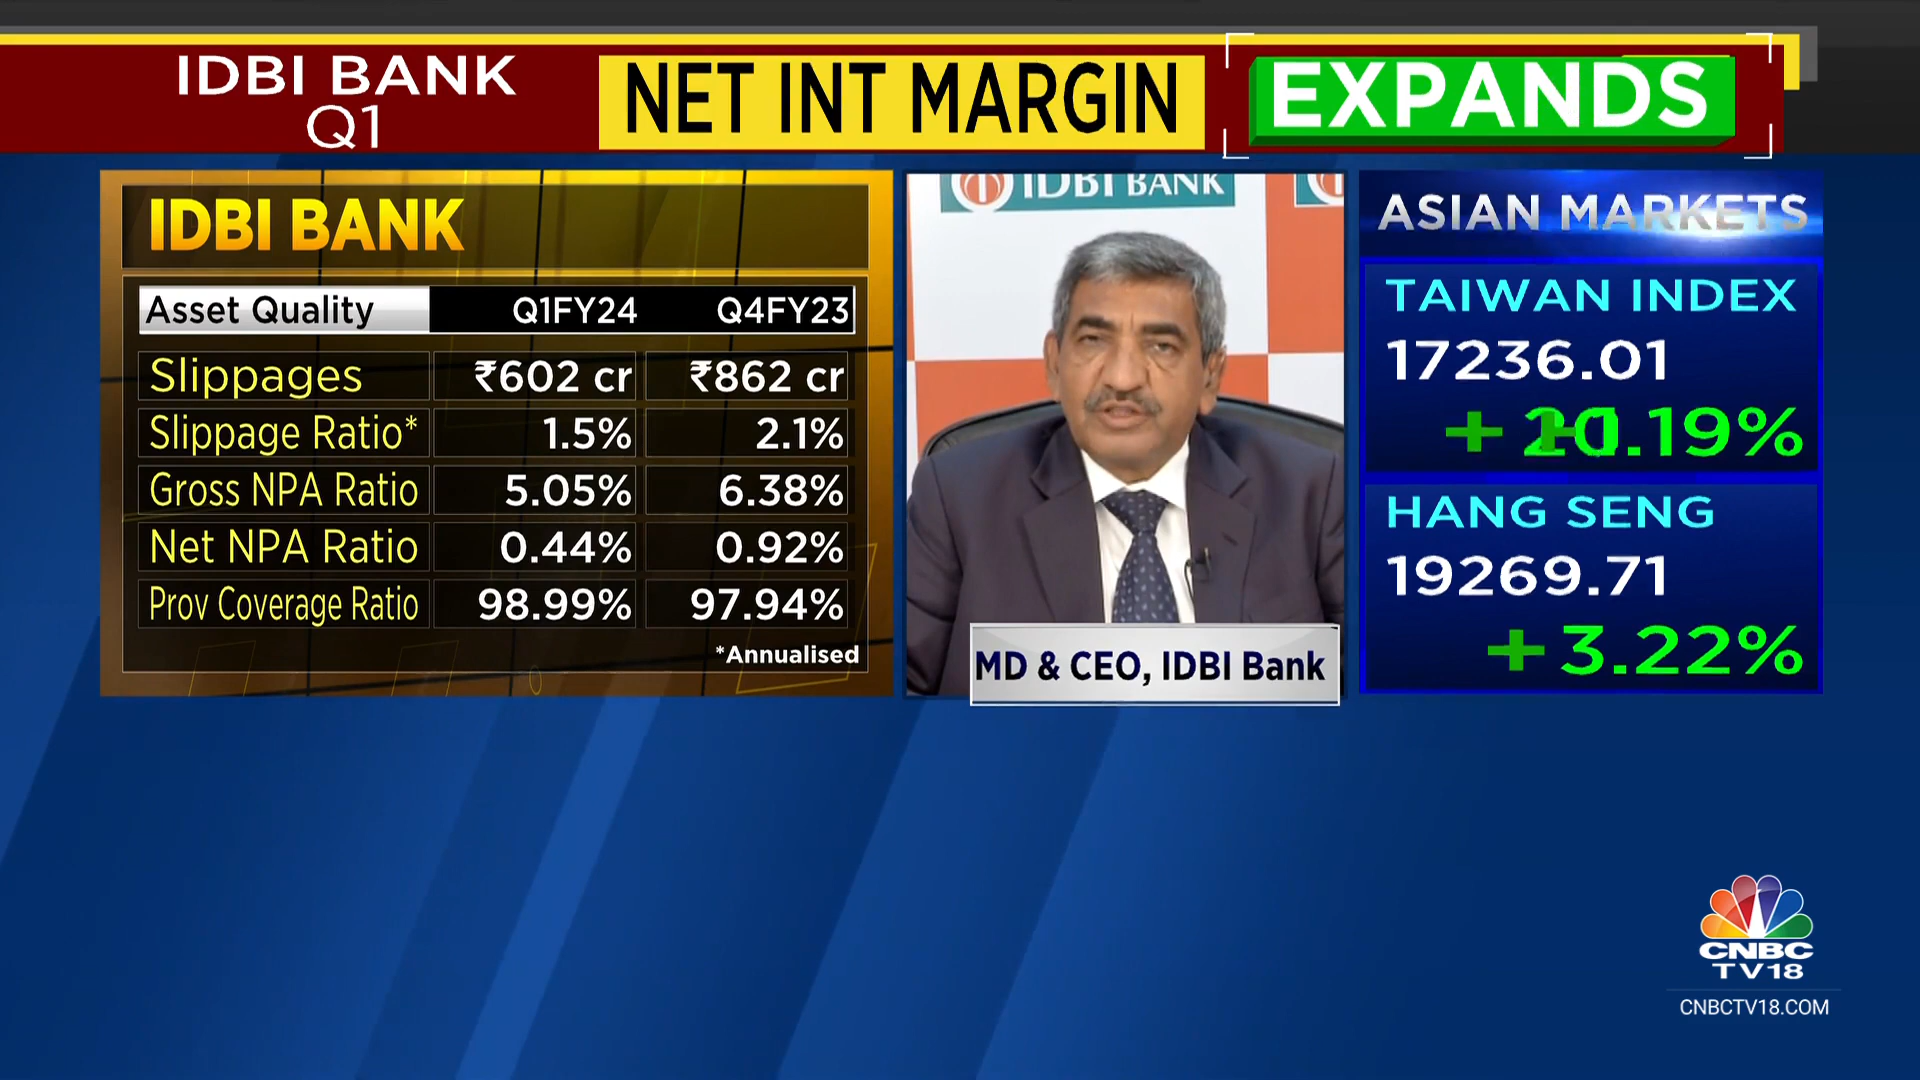 IDBI BANK
Q1
NET INT MARGIN
EXPANDS
IDBI BANK
Asset Quality Q1FY24 Q4FY23
Slippages ₹602 cr ₹862 cr
Slippage Ratio* 1.5% 2.1%
Gross NPA Ratio 5.05% 6.38%
Net NPA Ratio 0.44% 0.92%
Prov Coverage Ratio 98.99% 97.94%
*Annualised
IDBI BANK
MD & CEO, IDBI Bank
ASIAN MARKETS
TAIWAN INDEX
17236.01
HANG SENG
19269.71
+3.22%
CNBC
TV18
CNBCTV18.COM